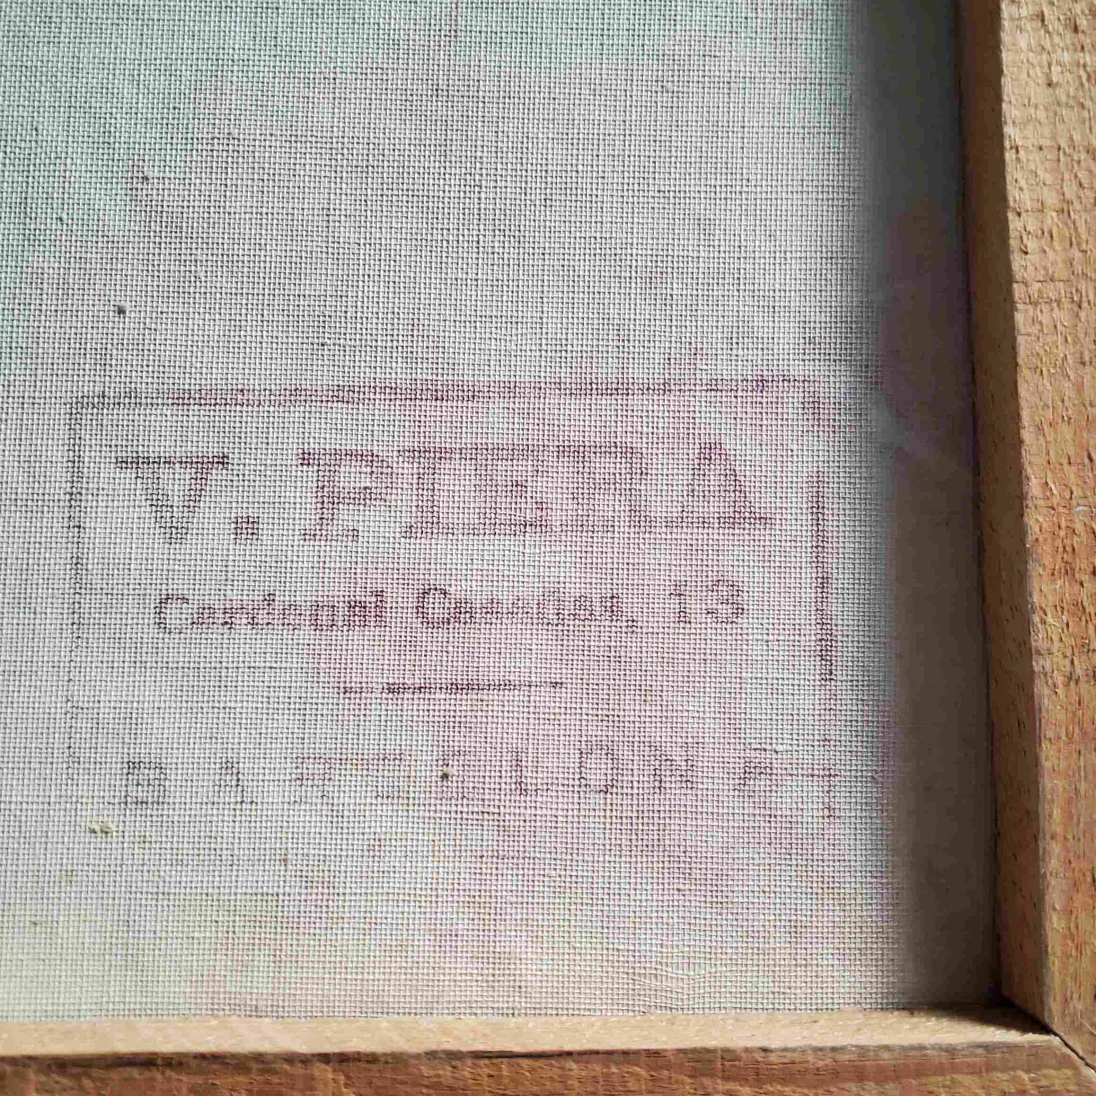 V. PIERA
Cardenal Casañas, 13
BARCELONA